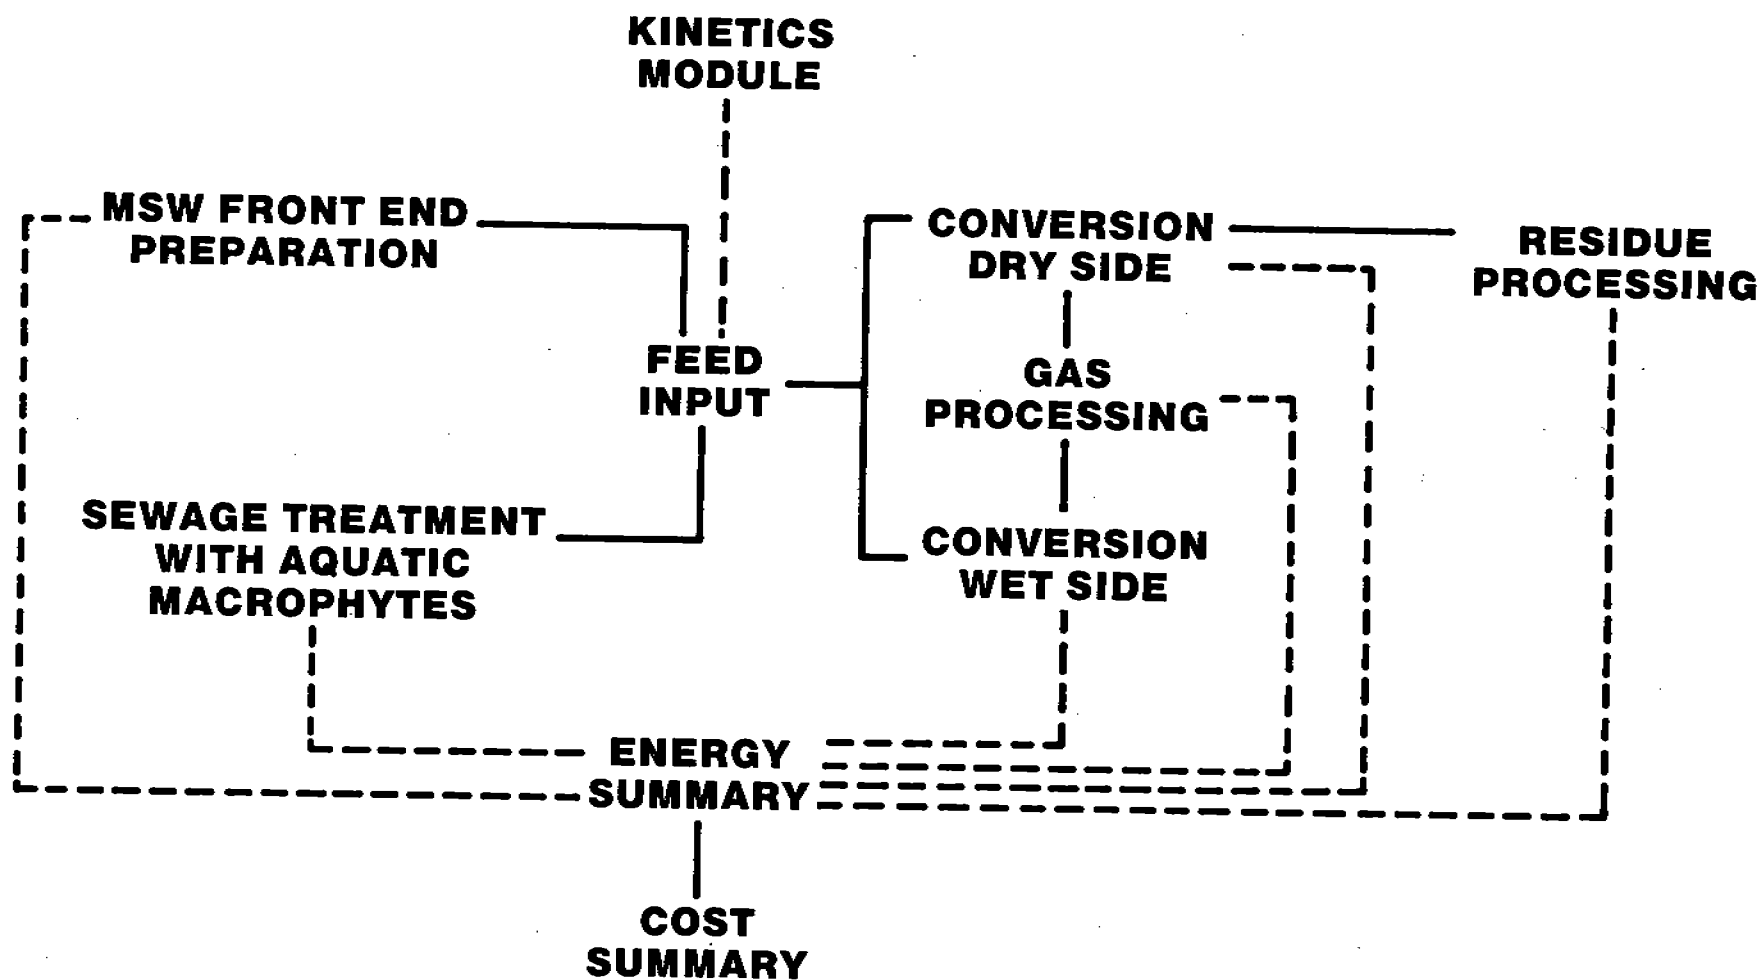 KINETICS
MODULE
MSW FRONT END
PREPARATION
CONVERSION
DRY SIDE
RESIDUE
PROCESSING
FEED
INPUT
GAS
PROCESSING
SEWAGE TREATMENT
WITH AQUATIC
MACROPHYTES
CONVERSION
WET SIDE
ENERGY
SUMMARY
COST
SUMMARY